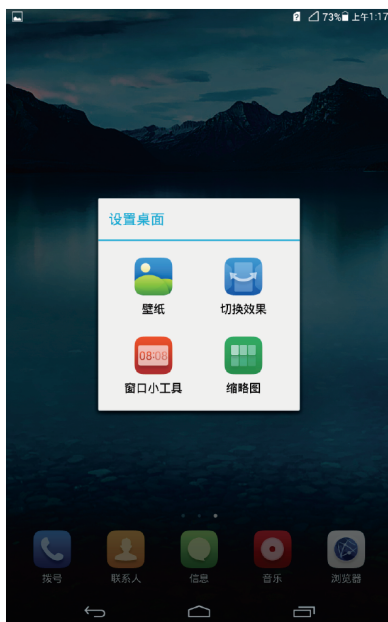 73% 上午1:17
设置桌面
壁纸 切换效果
08:08
窗口小工具 缩略图
拨号 联系人 信息 音乐 浏览器